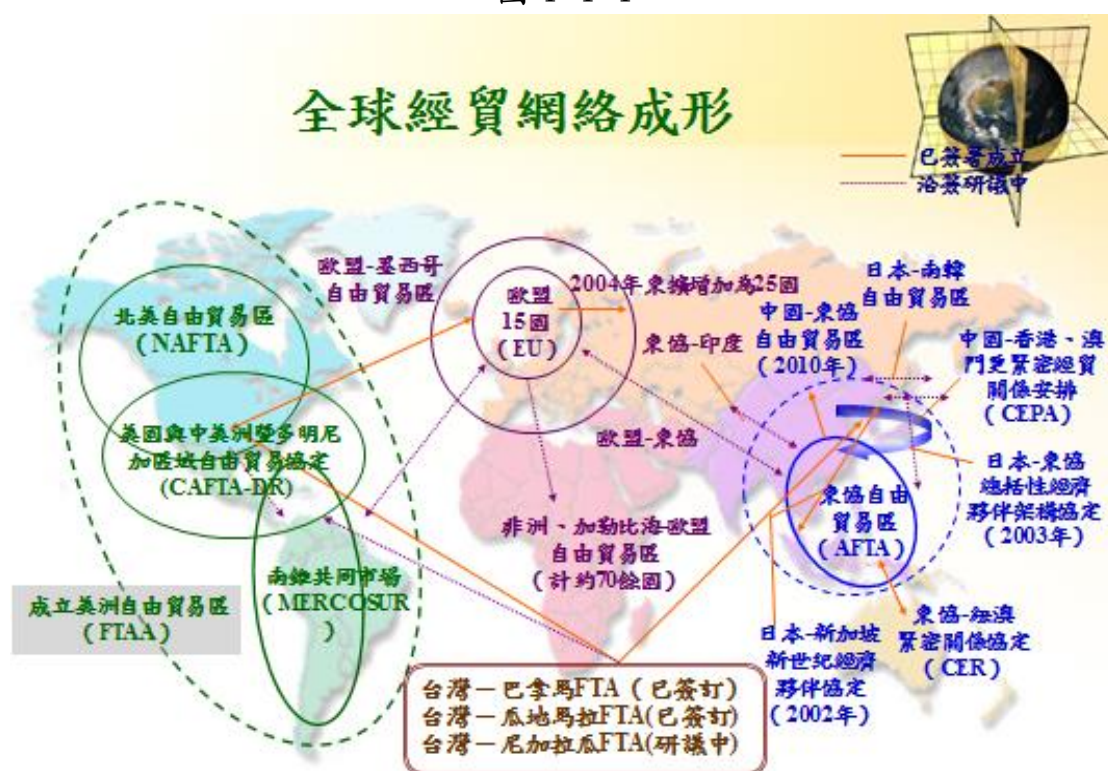 圖 1-1-1
全球經貿網絡成形
已簽署成立
洽簽研議中
歐盟-墨西哥
自由貿易區
歐盟
15國
(EU)
2004年東擴增加為25國
日本-南韓
自由貿易區
北美自由貿易區
(NAFTA)
東協-印度
中國-東協
自由貿易區
(2010年)
中國-香港、澳
門更緊密經貿
關係安排
(CEPA)
美國與中美洲暨多明尼
加區域自由貿易協定
(CAFTA-DR)
歐盟-東協
日本-東協
總括性經濟
夥伴架構協定
(2003年)
東協自由
貿易區
(AFTA)
非洲、加勒比海-歐盟
自由貿易區
(計約70餘國)
南錐共同市場
(MERCOSUR
)
成立美洲自由貿易區
(FTAA)
日本-新加坡
新世紀經濟
夥伴協定
(2002年)
東協-紐澳
緊密關係協定
(CER)
台灣－巴拿馬FTA（已簽訂)
台灣－瓜地馬拉FTA(已簽訂)
台灣－尼加拉瓜FTA(研議中)